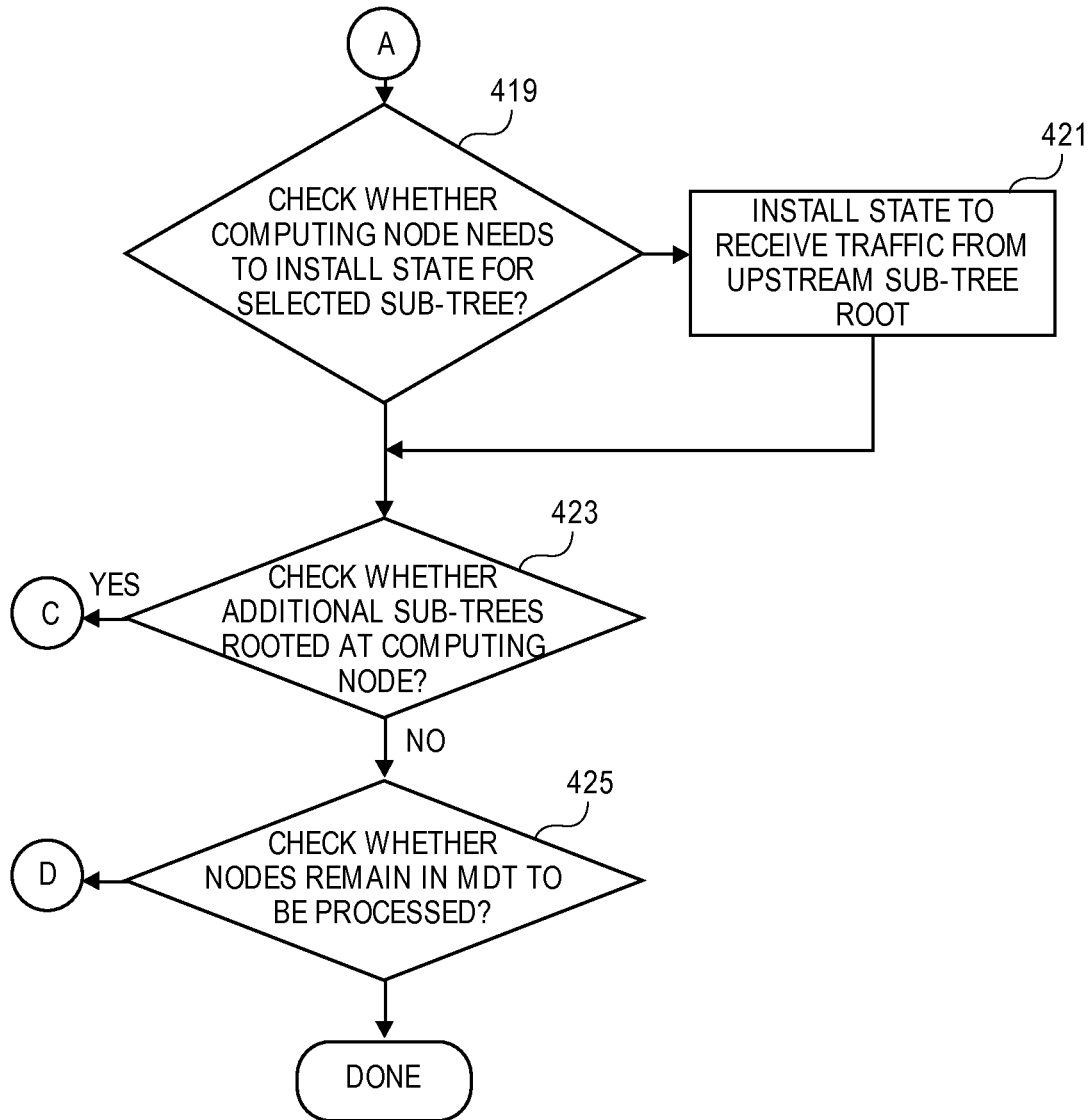 A
419
CHECK WHETHER
COMPUTING NODE NEEDS
TO INSTALL STATE FOR
SELECTED SUB-TREE?
421
INSTALL STATE TO
RECEIVE TRAFFIC FROM
UPSTREAM SUB-TREE
ROOT
423
YES
C
CHECK WHETHER
ADDITIONAL SUB-TREES
ROOTED AT COMPUTING
NODE?
NO
425
D
CHECK WHETHER
NODES REMAIN IN MDT TO
BE PROCESSED?
DONE